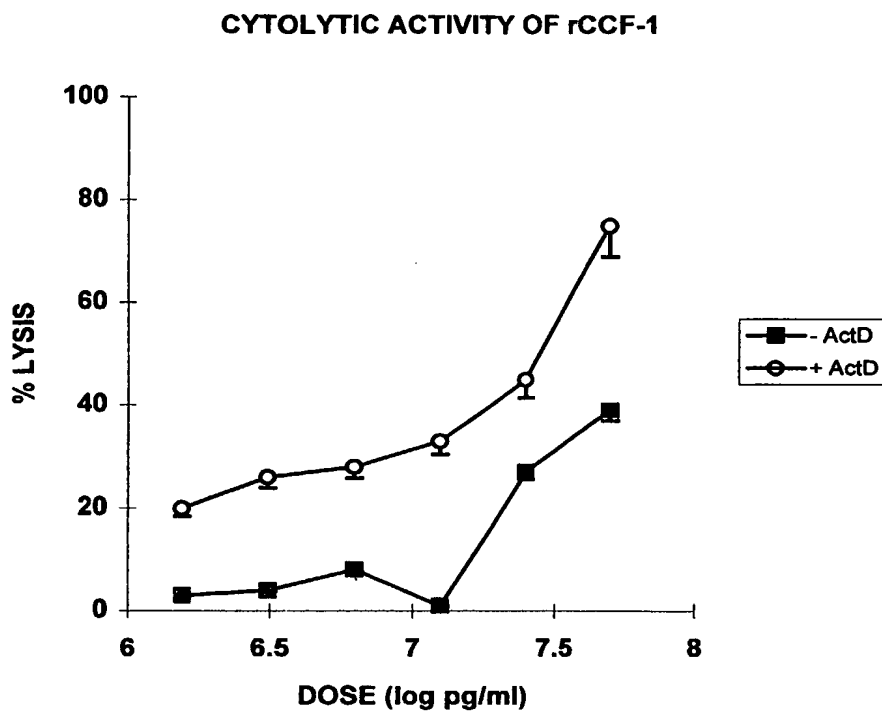 CYTOLYTIC ACTIVITY OF rCCF-1
100
80
60
40
20
0
% LYSIS
6
6.5
7
7.5
8
DOSE (log pg/ml)
- ActD
+ ActD